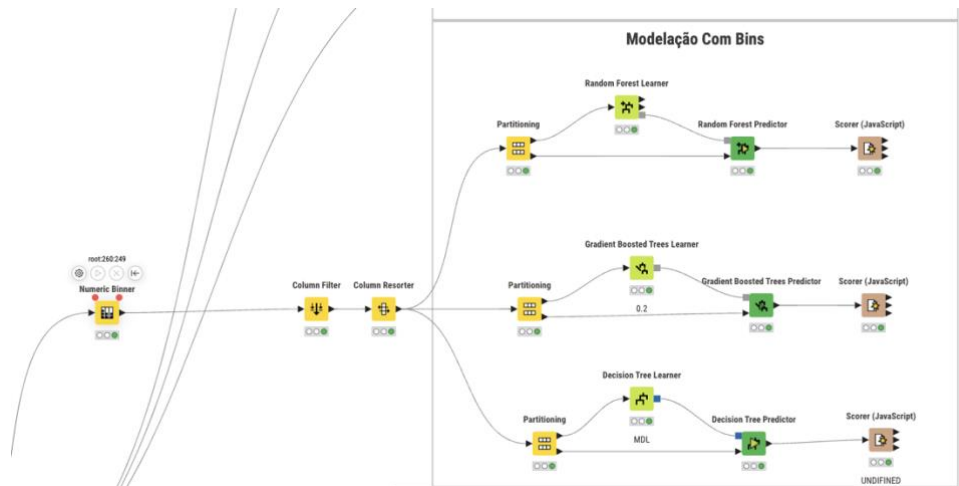 Modelação Com Bins
Random Forest Learner
Partitioning
Random Forest Predictor
Scorer (JavaScript)
root:260:249
Numeric Binner
Column Filter
Column Resorter
Gradient Boosted Trees Learner
Partitioning
0.2
Gradient Boosted Trees Predictor
Scorer (JavaScript)
Decision Tree Learner
Partitioning
MDL
Decision Tree Predictor
Scorer (JavaScript)
UNDIFINED